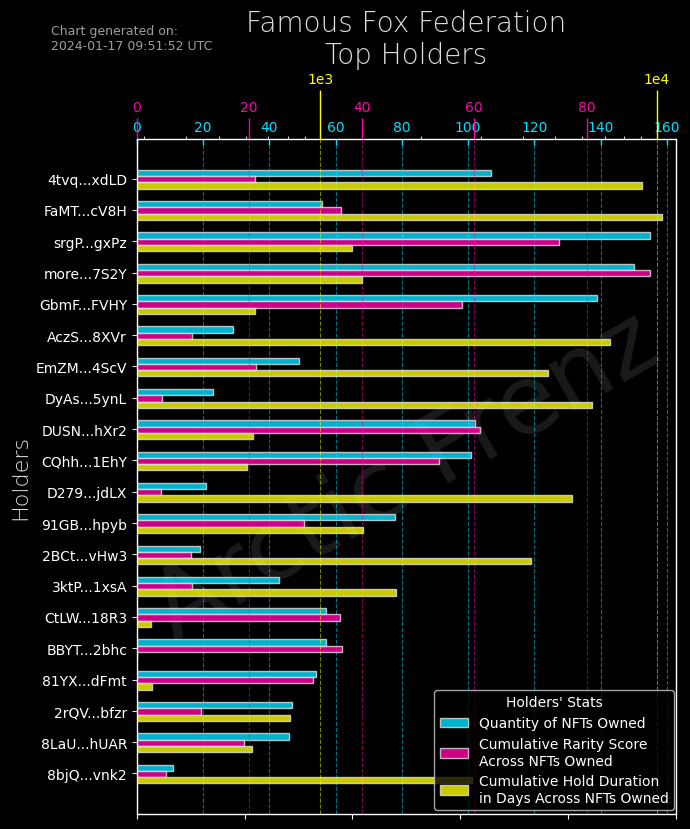 Chart generated on:
2024-01-17 09:51:52 UTC
Famous Fox Federation
Top Holders
1e3 1e4
0 20 40 60 80
0 20 40 60 80 100 120 140 160
4tvq...xdLD
FaMT...cV8H
srgP...gxPz
more...7S2Y
GbmF...FVHY
AczS...8XVr
EmZM...4ScV
DyAs...5ynL
DUSN...hXr2
CQhh...1EhY
D279...jdLX
91GB...hpyb
2BCt...vHw3
3ktP...1xsA
CtLW...18R3
BBYT...2bhc
81YX...dFmt
2rQV...bfzr
8LaU...hUAR
8bjQ...vnk2
Holders
Arctic Frenz
Holders' Stats
Quantity of NFTs Owned
Cumulative Rarity Score
Across NFTs Owned
Cumulative Hold Duration
in Days Across NFTs Owned